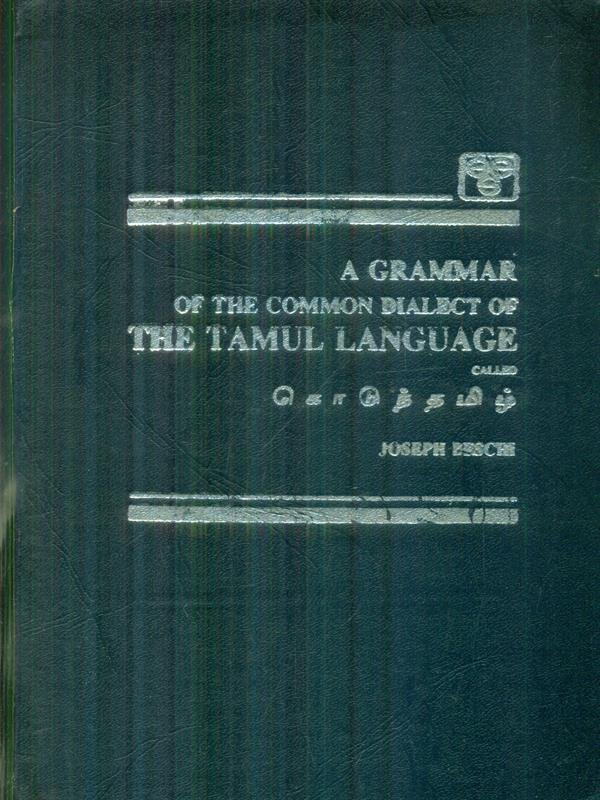 A GRAMMAR
OF THE COMMON DIALECT OF
THE TAMUL LANGUAGE
CALLED
கொடுந்தமிழ்
JOSEPH BESCHI